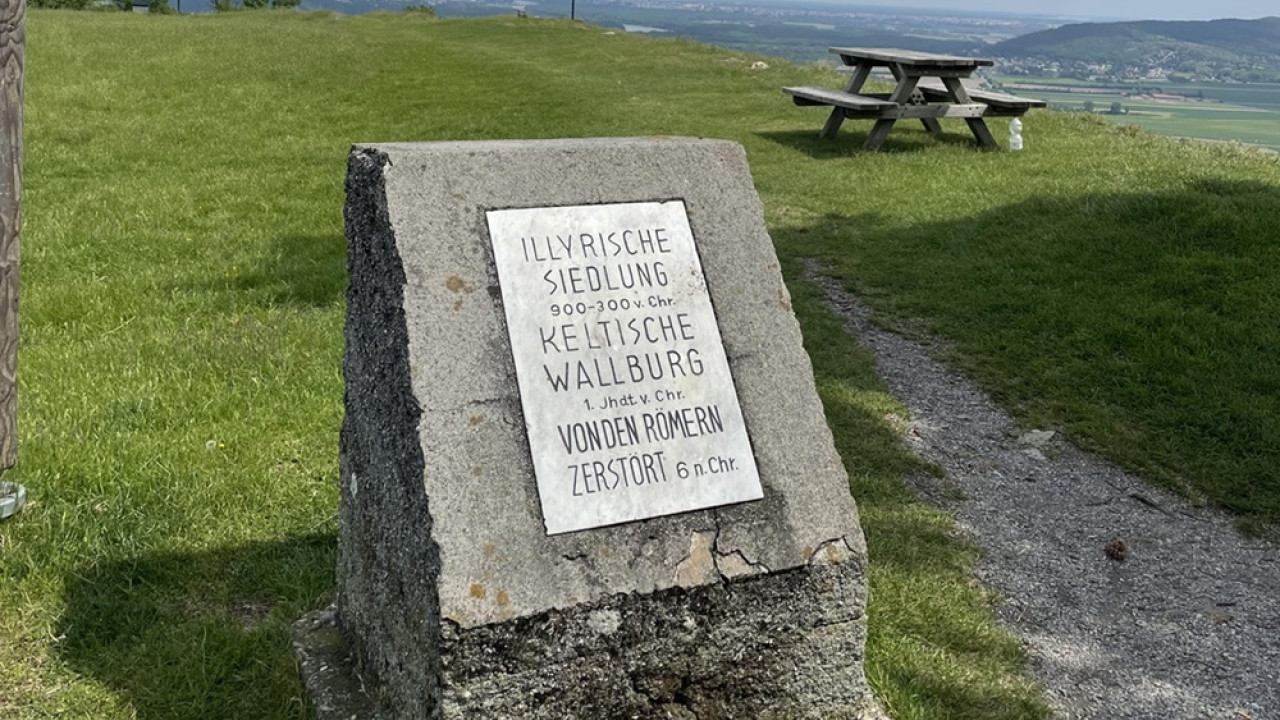 ILLYRISCHE
SIEDLUNG
900-300 v. Chr.
KELTISCHE
WALLBURG
1. Jhdt. v. Chr.
VON DEN RÖMERN
ZERSTÖRT 6 n. Chr.